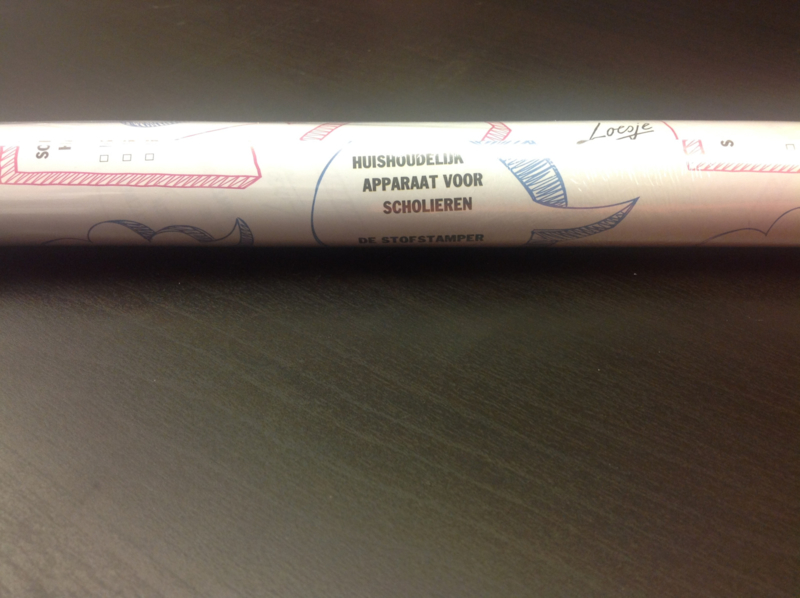 Loesje
HUISHOUDELIJK
APPARAAT VOOR
SCHOLIEREN
DE STOFSTAMPER
S